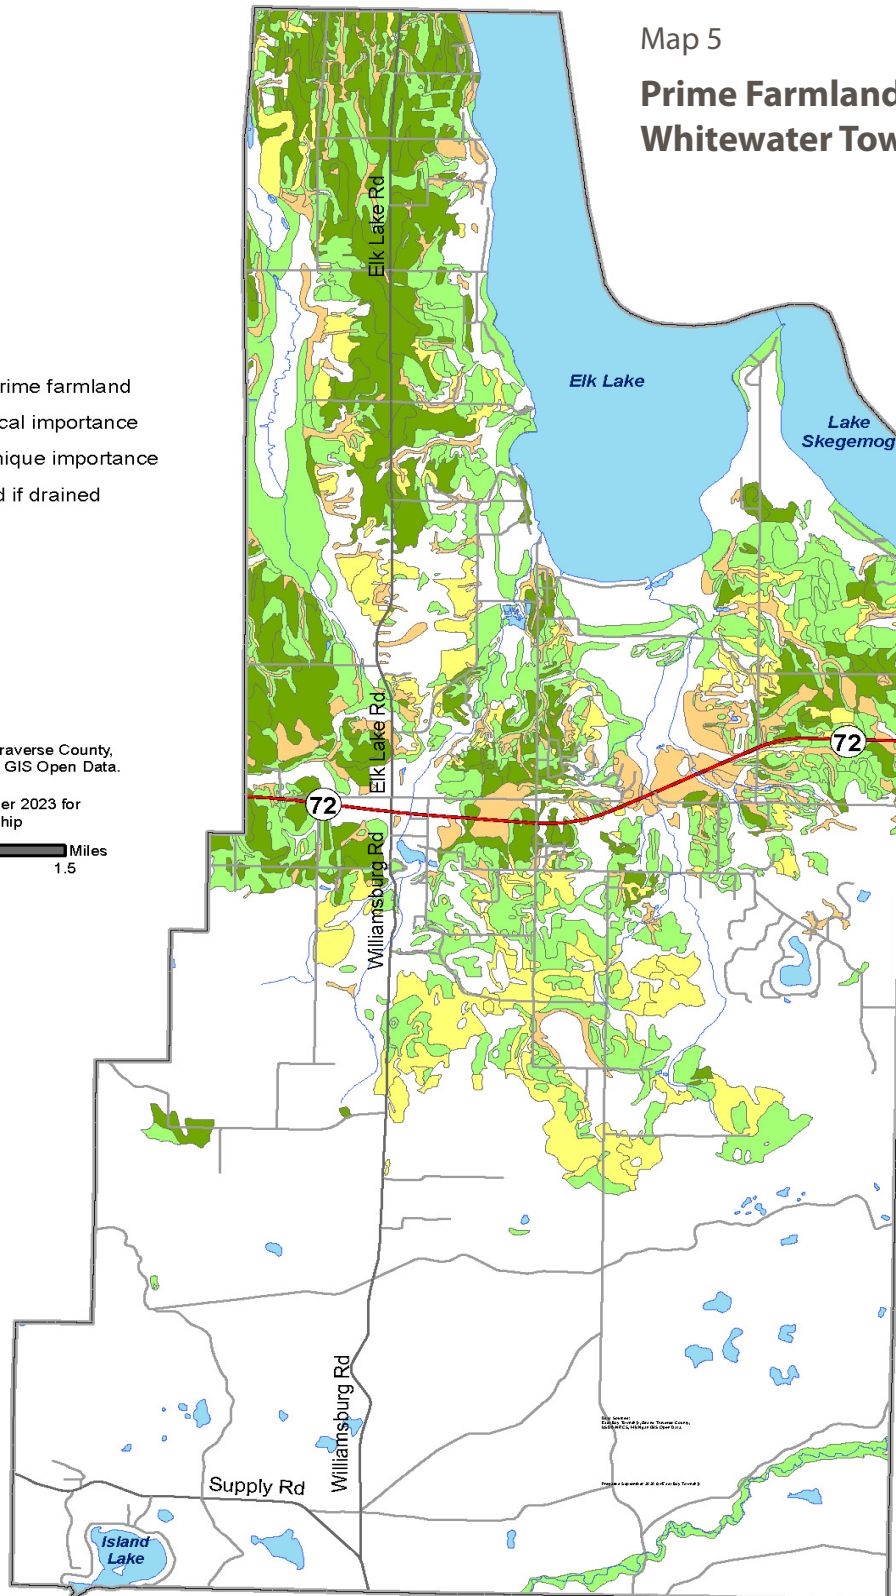 Map 5
Prime Farmland
Whitewater Tow
Elk Lake Rd
rime farmland
cal importance
nique importance
d if drained
Elk Lake
Lake
Skegemog
Elk Lake Rd
raverse County,
GIS Open Data.
er 2023 for
hip
Miles
1.5
72
72
Williamsburg Rd
Williamsburg Rd
Supply Rd
Island
Lake